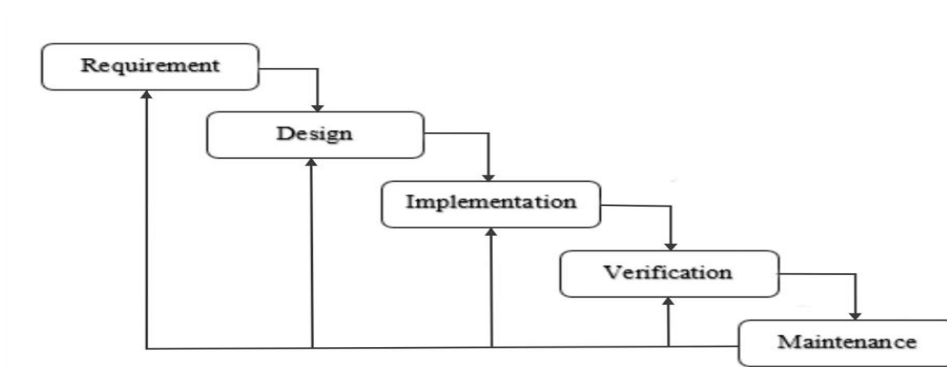 Requirement
Design
Implementation
Verification
Maintenance